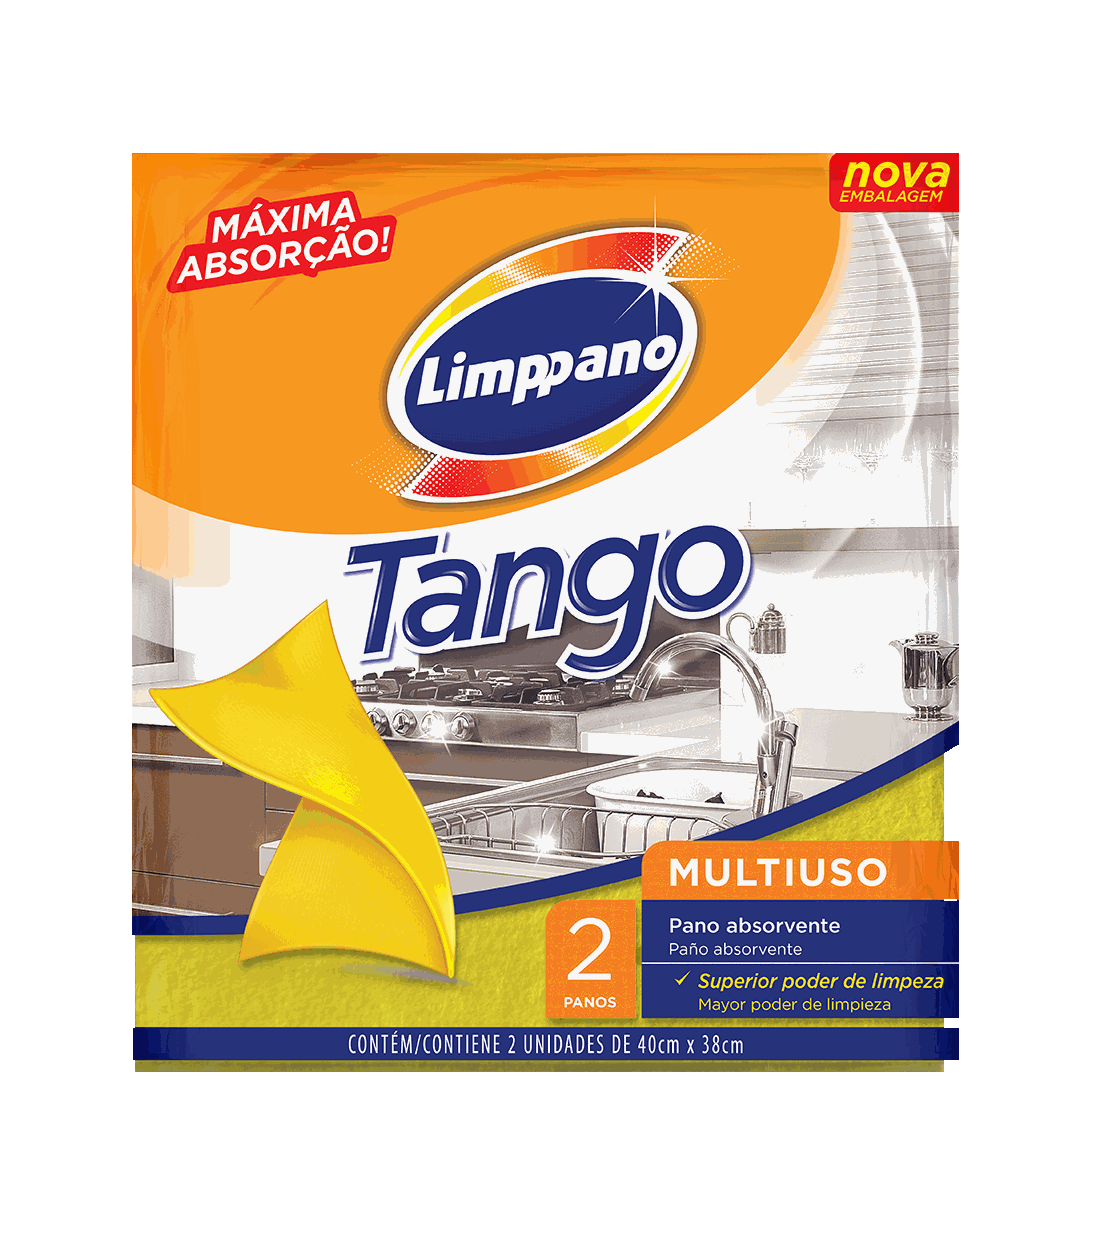 nova
EMBALAGEM
MÁXIMA
ABSORÇÃO!
Limppano
Tango
MULTIUSO
2
PANOS
Pano absorvente
Paño absorvente
✓ Superior poder de limpeza
Mayor poder de limpieza
CONTÉM/CONTIENE 2 UNIDADES DE 40cm x 38cm